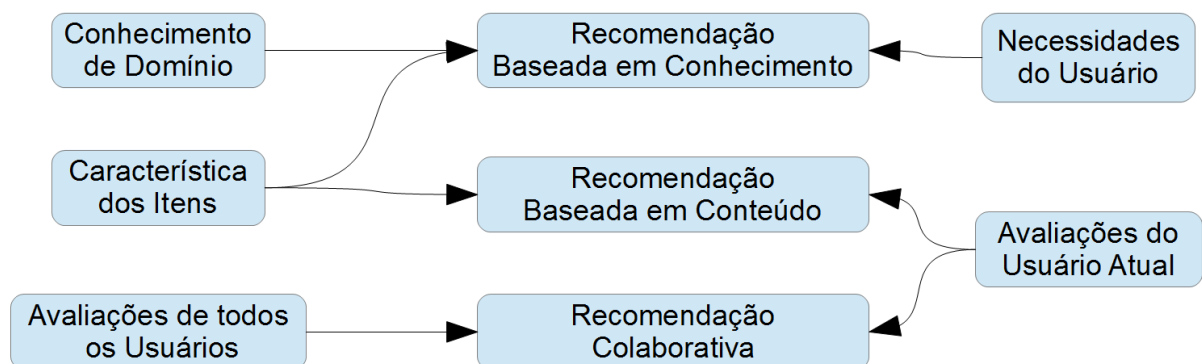 Conhecimento
de Domínio
Recomendação
Baseada em Conhecimento
Necessidades
do Usuário
Característica
dos Itens
Recomendação
Baseada em Conteúdo
Avaliações do
Usuário Atual
Avaliações de todos
os Usuários
Recomendação
Colaborativa